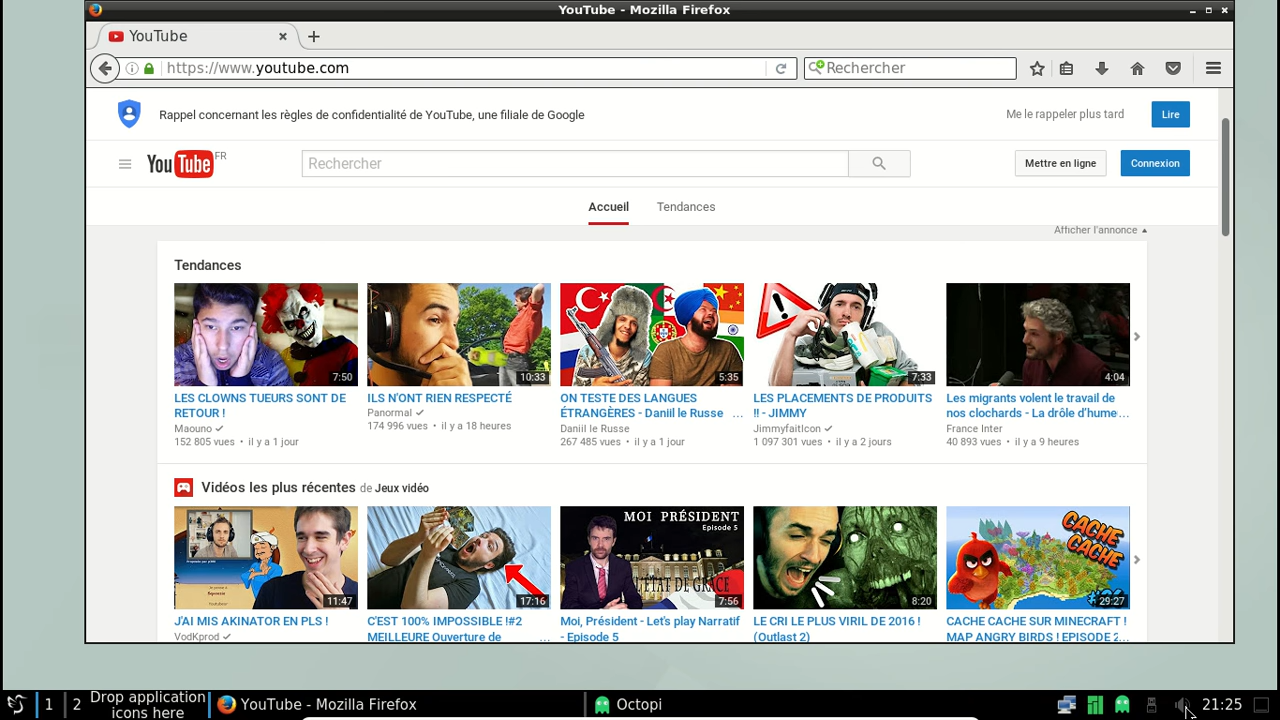 YouTube - Mozilla Firefox
YouTube
https://www.youtube.com
Rechercher
Rappel concernant les règles de confidentialité de YouTube, une filiale de Google
Me le rappeler plus tard
Lire
YouTube FR
Rechercher
Mettre en ligne
Connexion
Accueil
Tendances
Afficher l'annonce
Tendances
7:50
10:33
5:35
7:33
4:04
LES CLOWNS TUEURS SONT DE
RETOUR !
Maouno
152 805 vues • il y a 1 jour
ILS N'ONT RIEN RESPECTÉ
Panormal
174 996 vues • il y a 18 heures
ON TESTE DES LANGUES
ÉTRANGÈRES - Daniil le Russe ...
Daniil le Russe
267 485 vues • il y a 1 jour
LES PLACEMENTS DE PRODUITS
!! - JIMMY
JimmyfaitIcon
1 097 301 vues • il y a 2 jours
Les migrants volent le travail de
nos clochards - La drôle d'hume...
France Inter
40 893 vues • il y a 9 heures
Vidéos les plus récentes de Jeux vidéo
11:47
17:16
MOI PRÉSIDENT
Episode 5
L'ÉTAT DE GRÂCE
7:56
8:20
CACHE
CACHE
29:27
J'AI MIS AKINATOR EN PLS !
VodKprod
C'EST 100% IMPOSSIBLE !#2
MEILLEURE Ouverture de ...
Moi, Président - Let's play Narratif
- Episode 5
LE CRI LE PLUS VIRIL DE 2016 !
(Outlast 2)
CACHE CACHE SUR MINECRAFT !
MAP ANGRY BIRDS ! EPISODE 2...
1
2
Drop application
icons here
YouTube - Mozilla Firefox
Octopi
21:25